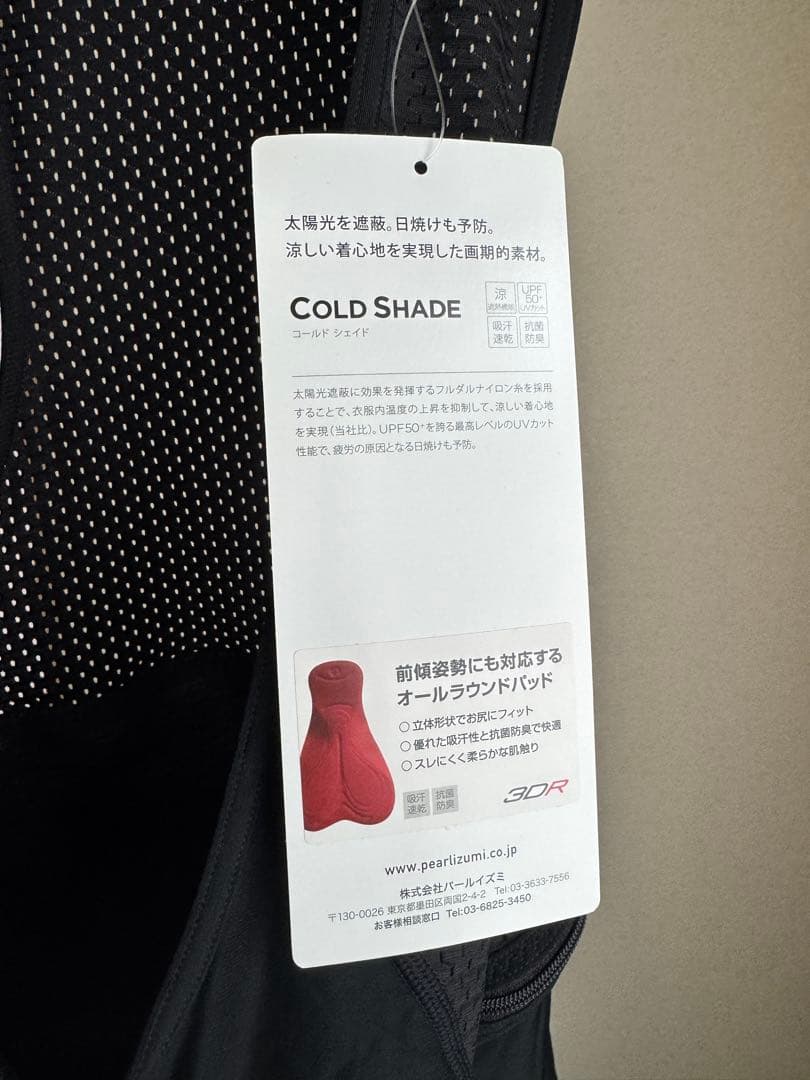 太陽光を遮蔽。日焼けも予防。
涼しい着心地を実現した画期的素材。
COLD SHADE
コールド シェイド
涼
遮熱機能
UPF
50+
UVカット
吸汗
速乾
抗菌
防臭
太陽光遮蔽に効果を発揮するフルダルナイロン糸を採用
することで、衣服内温度の上昇を抑制して、涼しい着心地
を実現(当社比)。UPF50+を誇る最高レベルのUVカット
性能で、疲労の原因となる日焼けも予防。
前傾姿勢にも対応する
オールラウンドパッド
○立体形状でお尻にフィット
○優れた吸汗性と抗菌防臭で快適
○スレにくく柔らかな肌触り
吸汗
速乾
抗菌
防臭
3DR
www.pearlizumi.co.jp
株式会社パールイズミ
〒130-0026 東京都墨田区両国2-4-2 Tel:03-3633-7556
お客様相談窓口 Tel:03-6825-3450